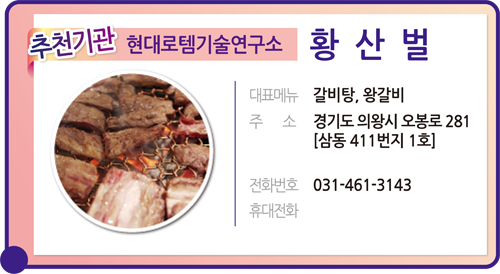 추천기관 현대로템기술연구소 황산벌
대표메뉴 갈비탕, 왕갈비
주 소 경기도 의왕시 오봉로 281
[삼동 411번지 1호]
전화번호 031-461-3143
휴대전화